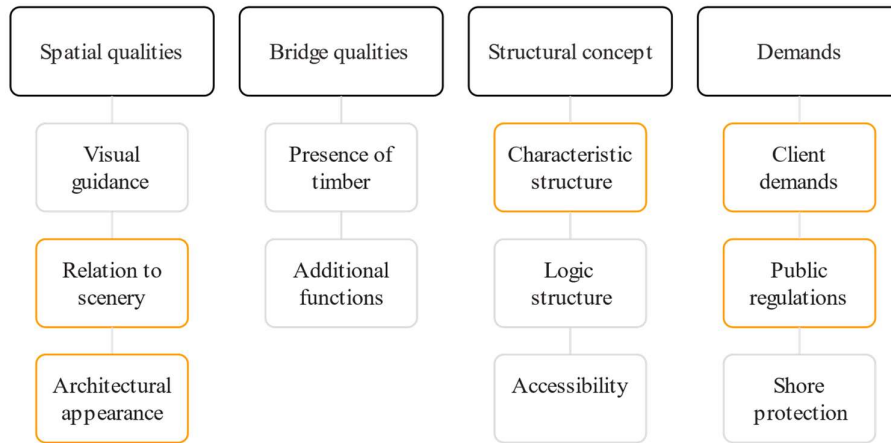 Spatial qualities
Bridge qualities
Structural concept
Demands
Visual
guidance
Presence of
timber
Characteristic
structure
Client
demands
Relation to
scenery
Additional
functions
Logic
structure
Public
regulations
Architectural
appearance
Accessibility
Shore
protection